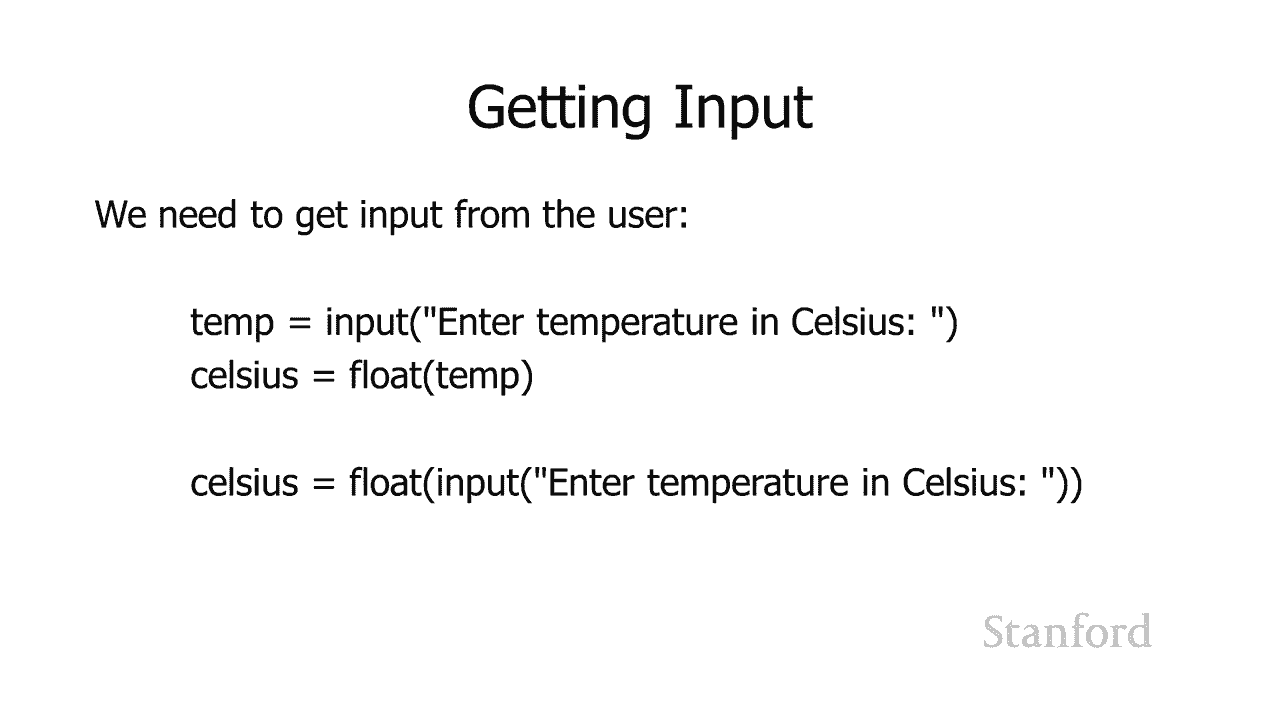 Getting Input
We need to get input from the user:
temp = input("Enter temperature in Celsius: ")
celsius = float(temp)
celsius = float(input("Enter temperature in Celsius: "))
Stanford